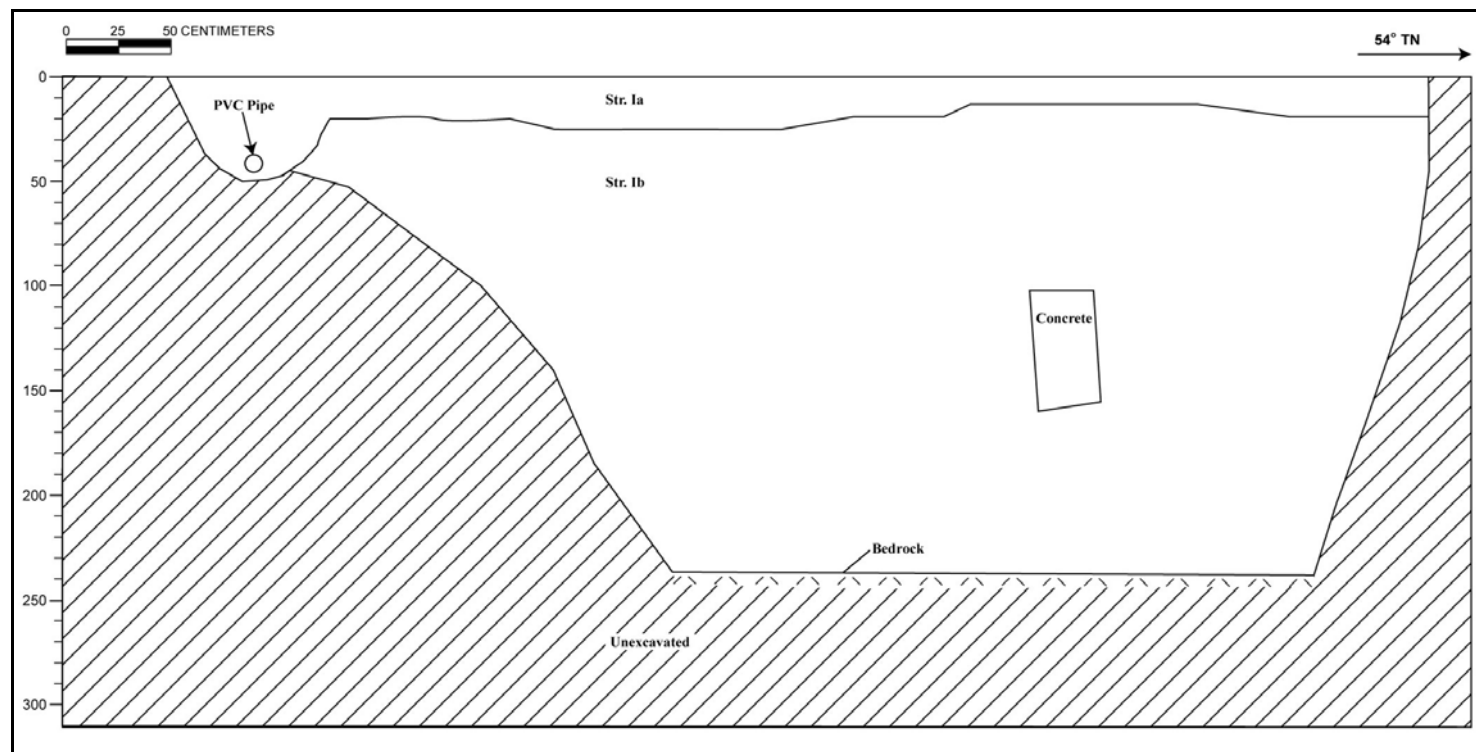 0 25 50 CENTIMETERS
54° TN
0
PVC Pipe
Str. Ia
50
Str. Ib
100
Concrete
150
200
Bedrock
250
Unexcavated
300